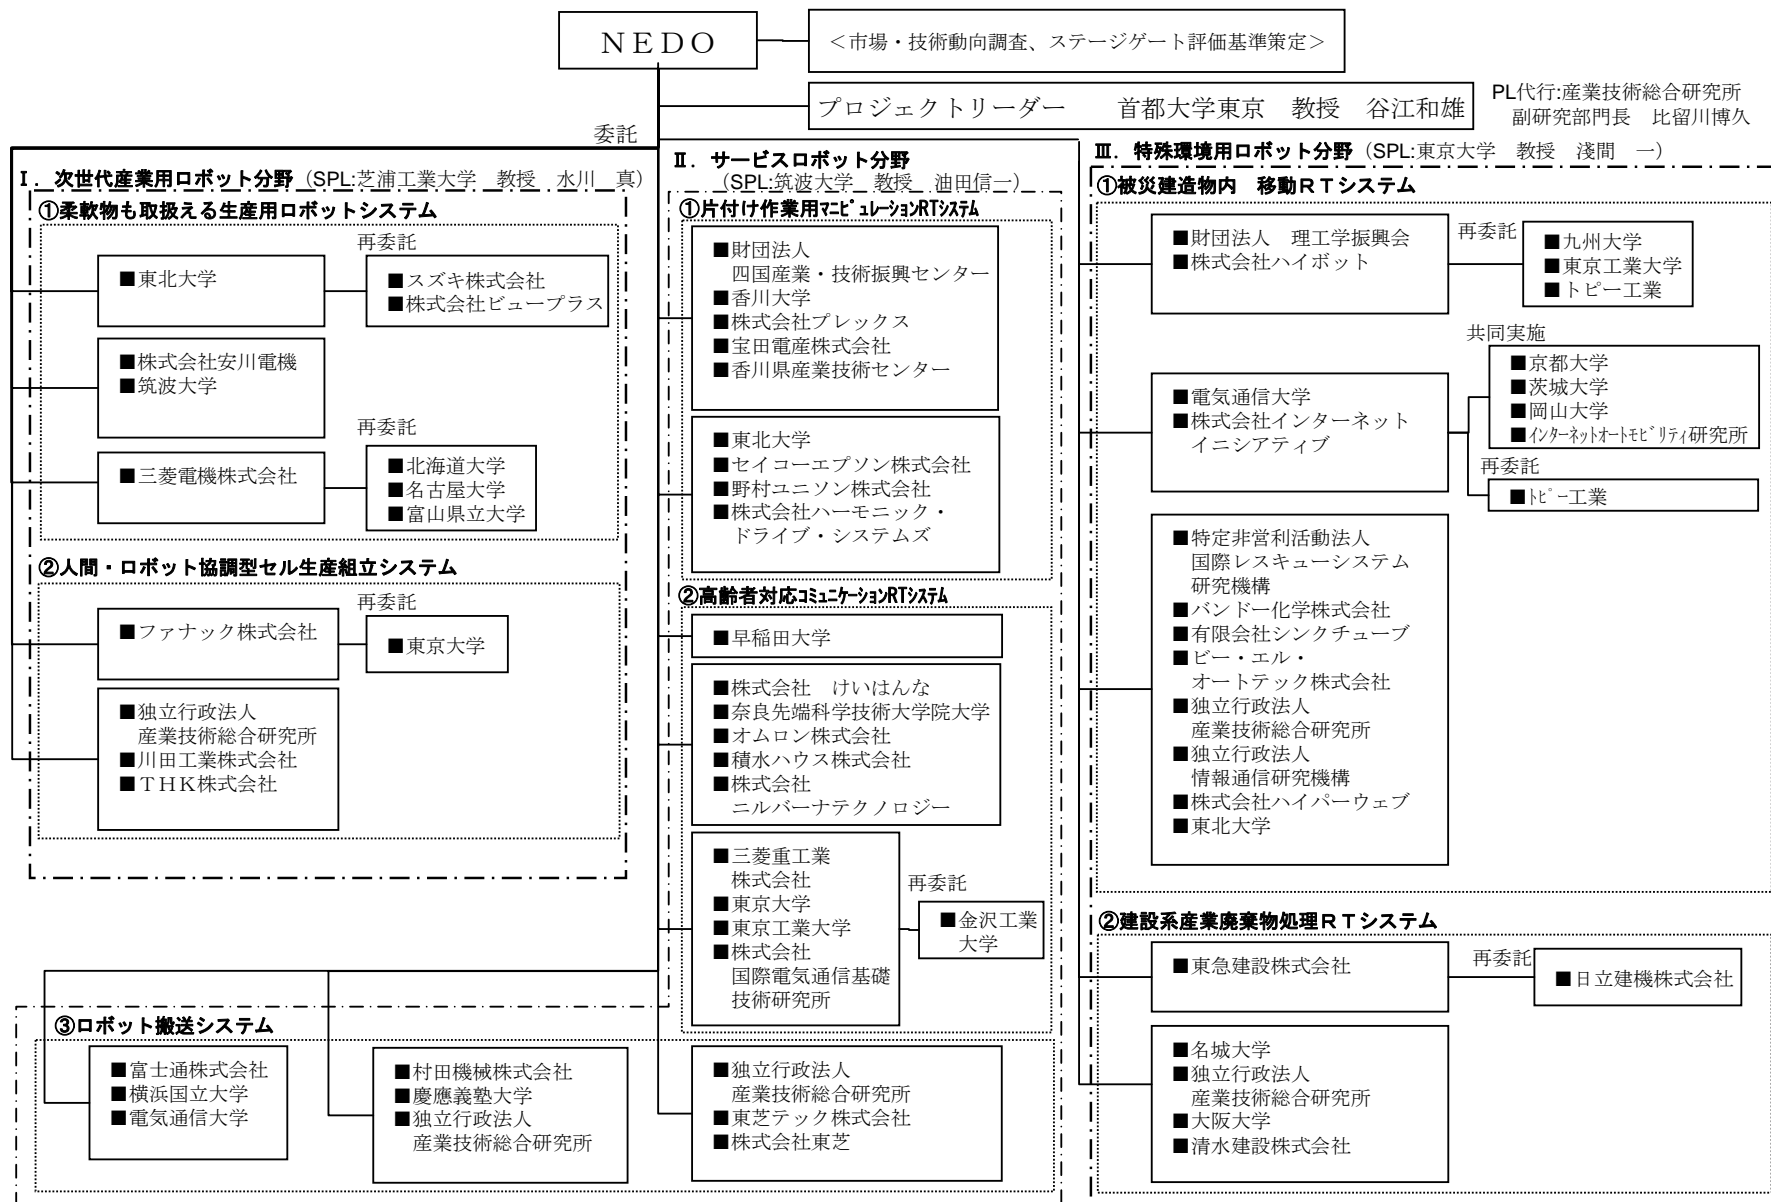 NEDO
＜市場・技術動向調査、ステージゲート評価基準策定＞
プロジェクトリーダー　首都大学東京　教授　谷江和雄
PL代行:産業技術総合研究所
副研究部門長　比留川博久
委託
Ⅰ．次世代産業用ロボット分野（SPL:芝浦工業大学　教授　水川　真）
①柔軟物も取扱える生産用ロボットシステム
■東北大学
再委託
■スズキ株式会社
■株式会社ビュープラス
■株式会社安川電機
■筑波大学
■三菱電機株式会社
再委託
■北海道大学
■名古屋大学
■富山県立大学
②人間・ロボット協調型セル生産組立システム
■ファナック株式会社
再委託
■東京大学
■独立行政法人
産業技術総合研究所
■川田工業株式会社
■ＴＨＫ株式会社
Ⅱ．サービスロボット分野
（SPL:筑波大学　教授　油田信一）
①片付け作業用ﾏﾆﾋﾟｭﾚｰｼｮﾝRTｼｽﾃﾑ
■財団法人
四国産業・技術振興センター
■香川大学
■株式会社プレックス
■宝田電産株式会社
■香川県産業技術センター
■東北大学
■セイコーエプソン株式会社
■野村ユニソン株式会社
■株式会社ハーモニック・
ドライブ・システムズ
②高齢者対応ｺﾐｭﾆｹｰｼｮﾝRTｼｽﾃﾑ
■早稲田大学
■株式会社　けいはんな
■奈良先端科学技術大学院大学
■オムロン株式会社
■積水ハウス株式会社
■株式会社
ニルバーナテクノロジー
■三菱重工業
株式会社
■東京大学
■東京工業大学
■株式会社
国際電気通信基礎
技術研究所
再委託
■金沢工業
大学
③ロボット搬送システム
■富士通株式会社
■横浜国立大学
■電気通信大学
■村田機械株式会社
■慶應義塾大学
■独立行政法人
産業技術総合研究所
■独立行政法人
産業技術総合研究所
■東芝テック株式会社
■株式会社東芝
Ⅲ．特殊環境用ロボット分野（SPL:東京大学　教授　淺間　一）
①被災建造物内　移動ＲＴシステム
■財団法人　理工学振興会
■株式会社ハイボット
再委託
■九州大学
■東京工業大学
■トピー工業
■電気通信大学
■株式会社インターネット
イニシアティブ
共同実施
■京都大学
■茨城大学
■岡山大学
■ｲﾝﾀｰﾈｯﾄｵｰﾄﾓﾋﾞﾘﾃｨ研究所
再委託
■ﾄﾋﾟｰ工業
■特定非営利活動法人
国際レスキューシステム
研究機構
■バンドー化学株式会社
■有限会社シンクチューブ
■ビー・エル・
オートテック株式会社
■独立行政法人
産業技術総合研究所
■独立行政法人
情報通信研究機構
■株式会社ハイパーウェブ
■東北大学
②建設系産業廃棄物処理ＲＴシステム
■東急建設株式会社
再委託
■日立建機株式会社
■名城大学
■独立行政法人
産業技術総合研究所
■大阪大学
■清水建設株式会社